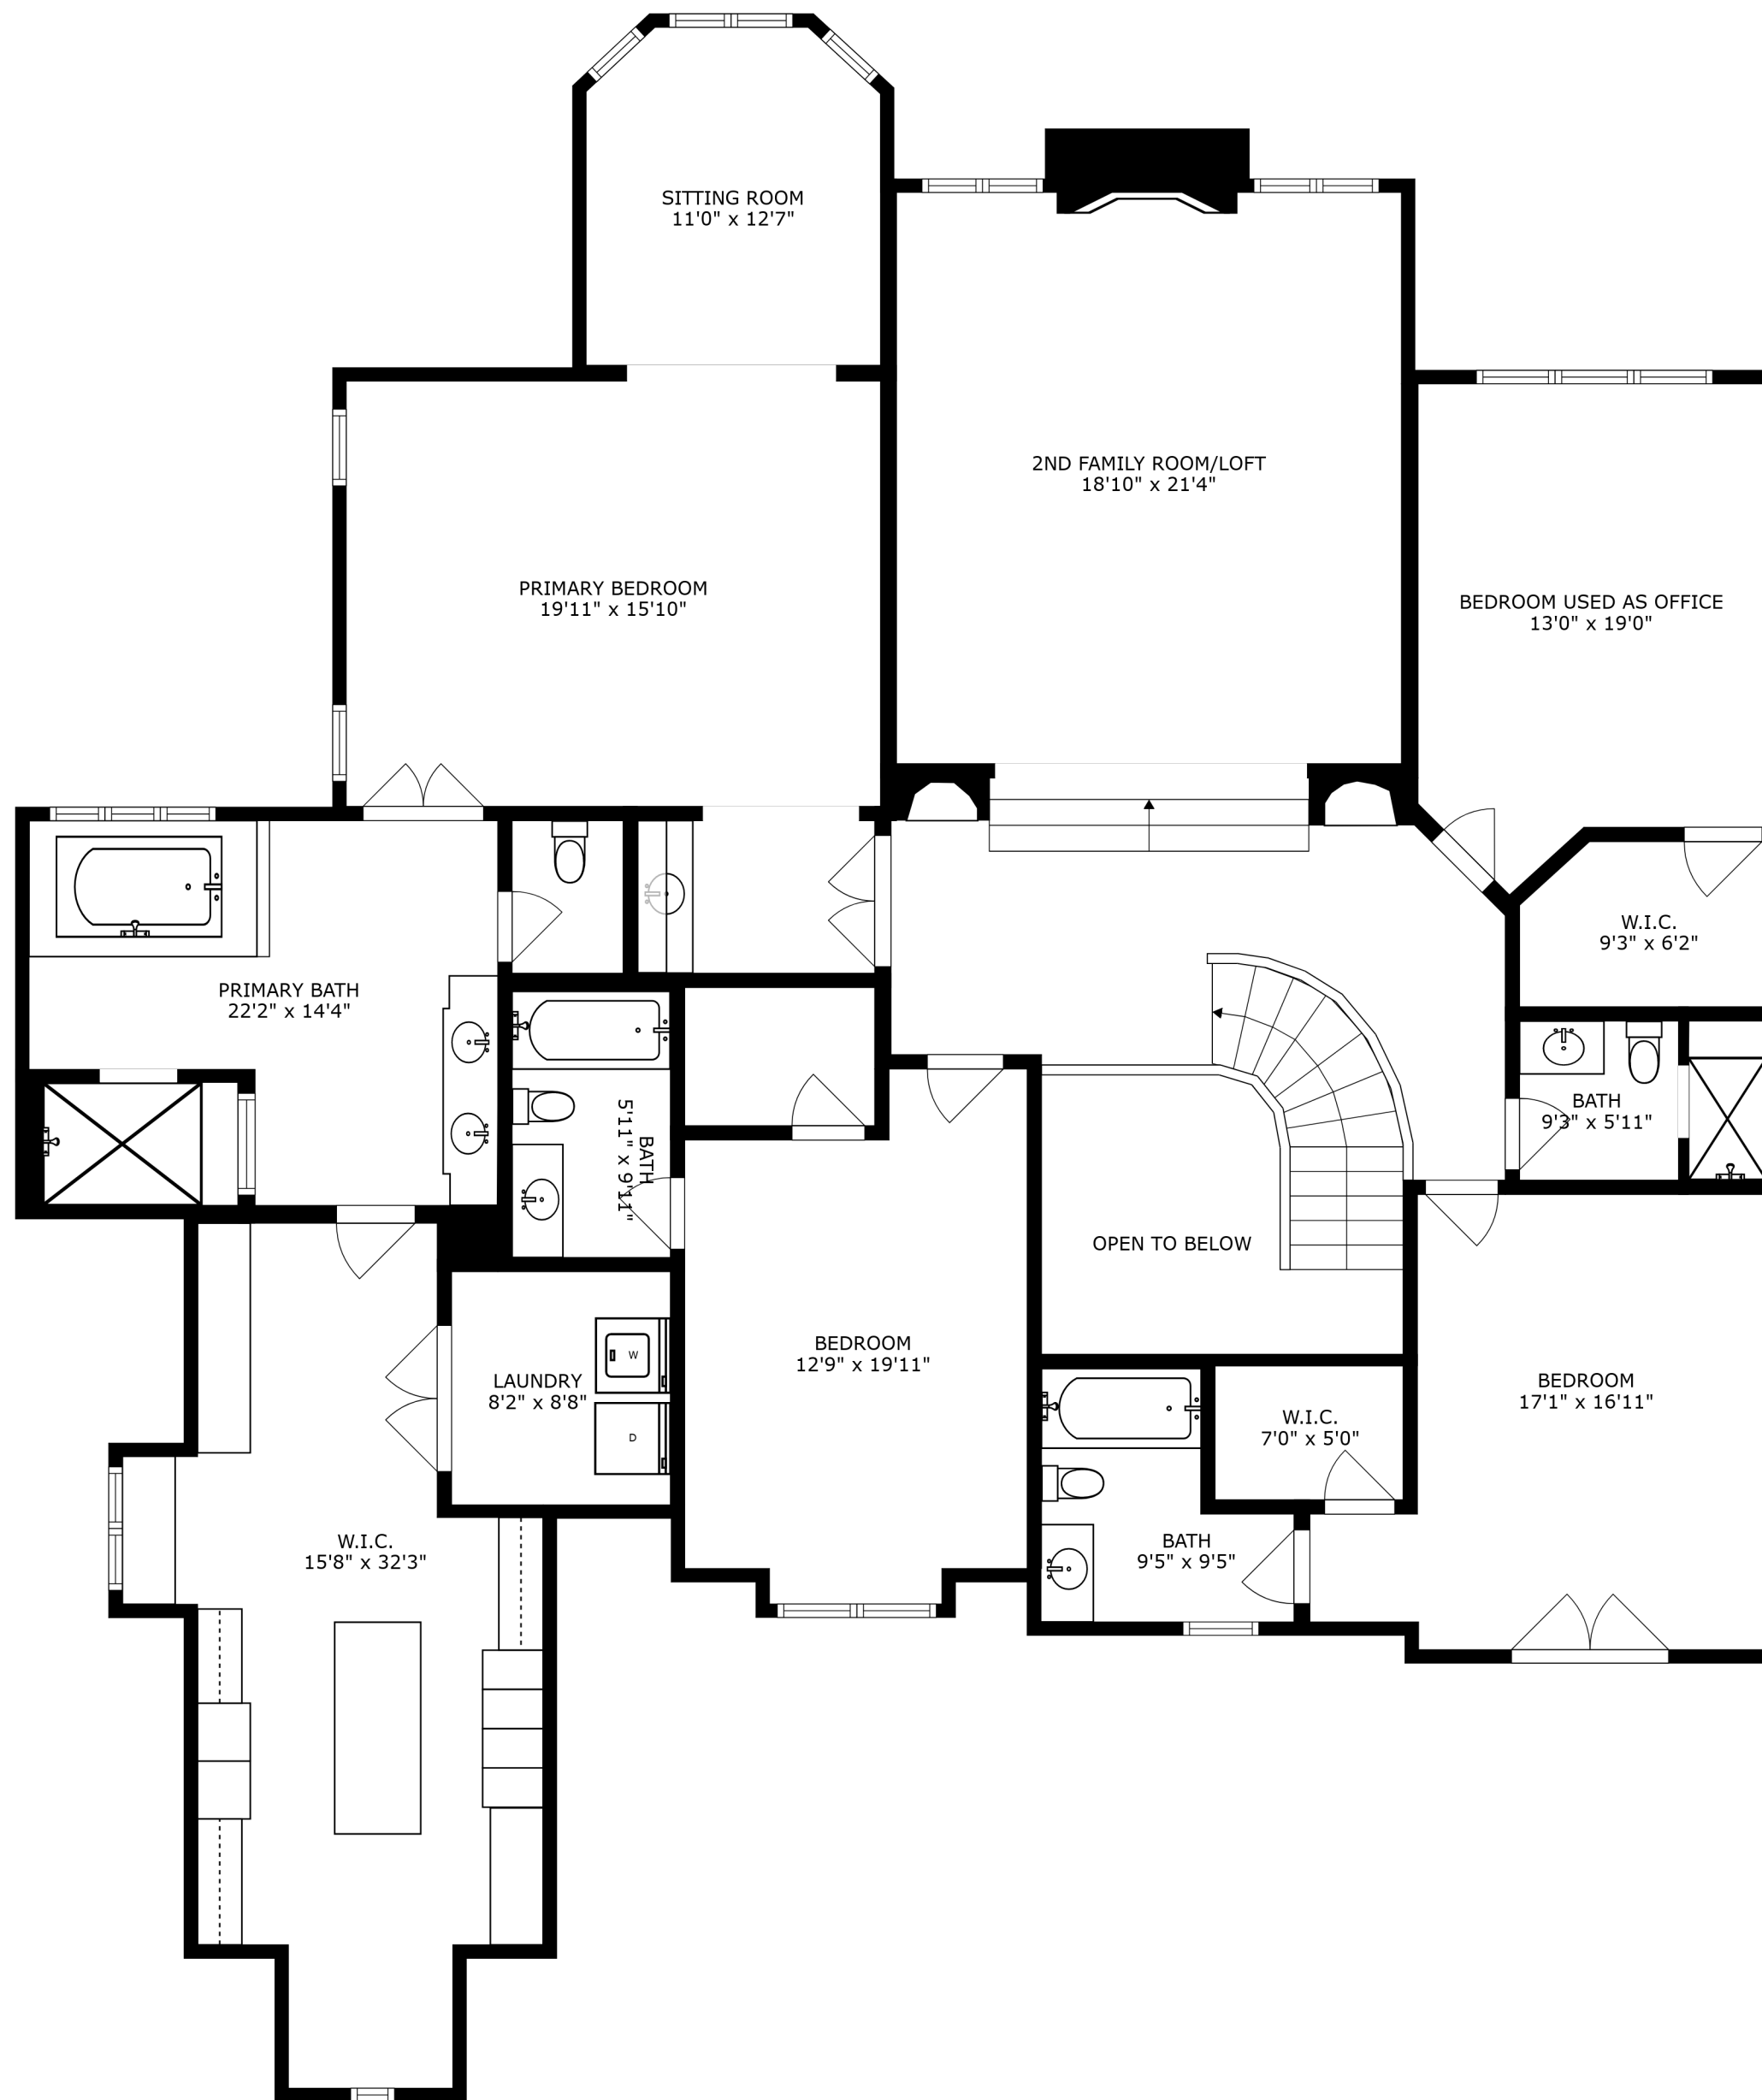 SITTING ROOM
11'0" x 12'7"
2ND FAMILY ROOM/LOFT
18'10" x 21'4"
PRIMARY BEDROOM
19'11" x 15'10"
BEDROOM USED AS OFFICE
13'0" x 19'0"
W.I.C.
9'3" x 6'2"
PRIMARY BATH
22'2" x 14'4"
BATH
9'3" x 5'11"
BATH
5'11" x 9'11"
OPEN TO BELOW
BEDROOM
12'9" x 19'11"
W
LAUNDRY
8'2" x 8'8"
D
BEDROOM
17'1" x 16'11"
W.I.C.
7'0" x 5'0"
W.I.C.
15'8" x 32'3"
BATH
9'5" x 9'5"